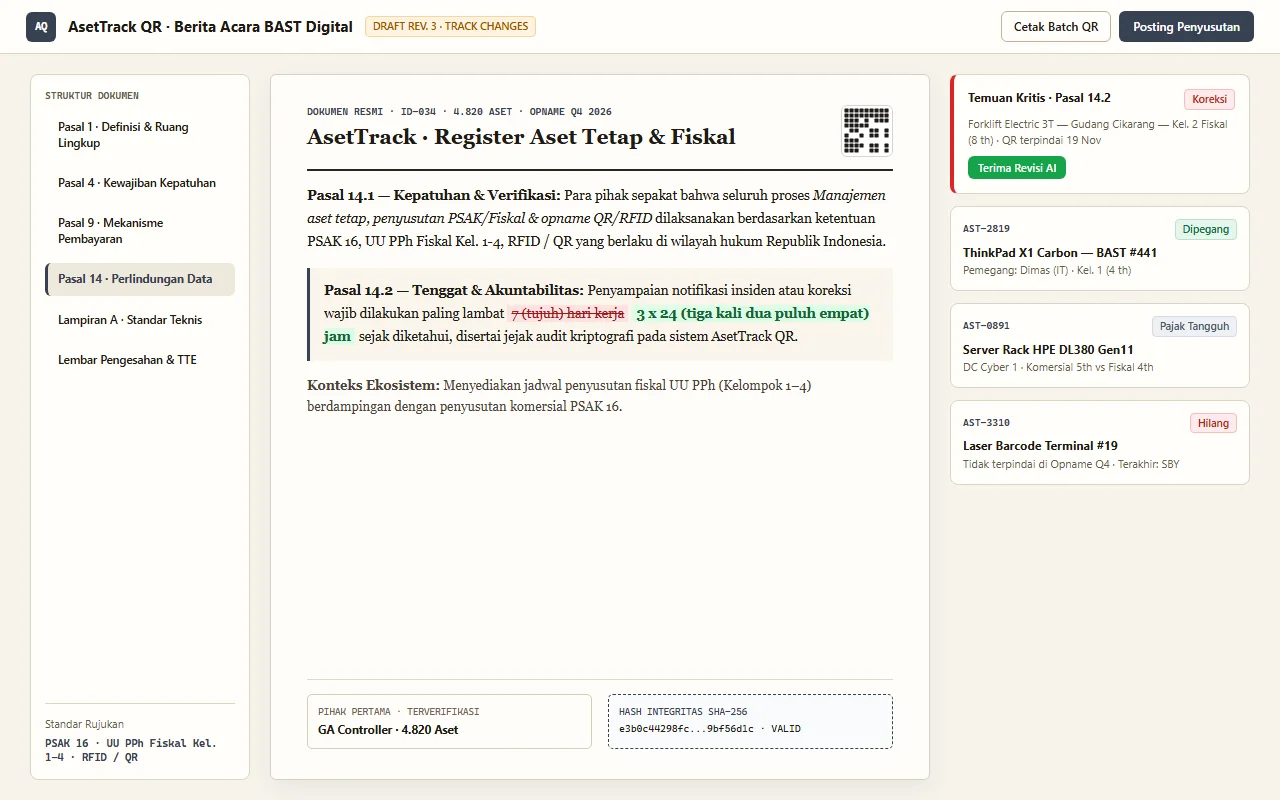 AQ
AsetTrack QR · Berita Acara BAST Digital
DRAFT REV. 3 · TRACK CHANGES
Cetak Batch QR
Posting Penyusutan
STRUKTUR DOKUMEN
Pasal 1 · Definisi & Ruang
Lingkup
Pasal 4 · Kewajiban Kepatuhan
Pasal 9 · Mekanisme
Pembayaran
Pasal 14 · Perlindungan Data
Lampiran A · Standar Teknis
Lembar Pengesahan & TTE
Standar Rujukan
PSAK 16 · UU PPh Fiskal Kel.
1-4 · RFID / QR
DOKUMEN RESMI · ID-034 · 4.820 ASET · OPNAME Q4 2026
AsetTrack · Register Aset Tetap & Fiskal
Pasal 14.1 — Kepatuhan & Verifikasi: Para pihak sepakat bahwa seluruh proses Manajemen
aset tetap, penyusutan PSAK/Fiskal & opname QR/RFID dilaksanakan berdasarkan ketentuan
PSAK 16, UU PPh Fiskal Kel. 1-4, RFID / QR yang berlaku di wilayah hukum Republik Indonesia.
Pasal 14.2 — Tenggat & Akuntabilitas: Penyampaian notifikasi insiden atau koreksi
wajib dilakukan paling lambat 7 (tujuh) hari kerja 3 x 24 (tiga kali dua puluh empat)
jam sejak diketahui, disertai jejak audit kriptografi pada sistem AsetTrack QR.
Konteks Ekosistem: Menyediakan jadwal penyusutan fiskal UU PPh (Kelompok 1–4)
berdampingan dengan penyusutan komersial PSAK 16.
PIHAK PERTAMA · TERVERIFIKASI
GA Controller · 4.820 Aset
HASH INTEGRITAS SHA-256
e3b0c44298fc...9bf56d1c · VALID
Temuan Kritis · Pasal 14.2
Koreksi
Forklift Electric 3T — Gudang Cikarang — Kel. 2 Fiskal
(8 th) · QR terpindai 19 Nov
Terima Revisi AI
AST-2819
Dipegang
ThinkPad X1 Carbon — BAST #441
Pemegang: Dimas (IT) · Kel. 1 (4 th)
AST-0891
Pajak Tangguh
Server Rack HPE DL380 Gen11
DC Cyber 1 · Komersial 5th vs Fiskal 4th
AST-3310
Hilang
Laser Barcode Terminal #19
Tidak terpindai di Opname Q4 · Terakhir: SBY